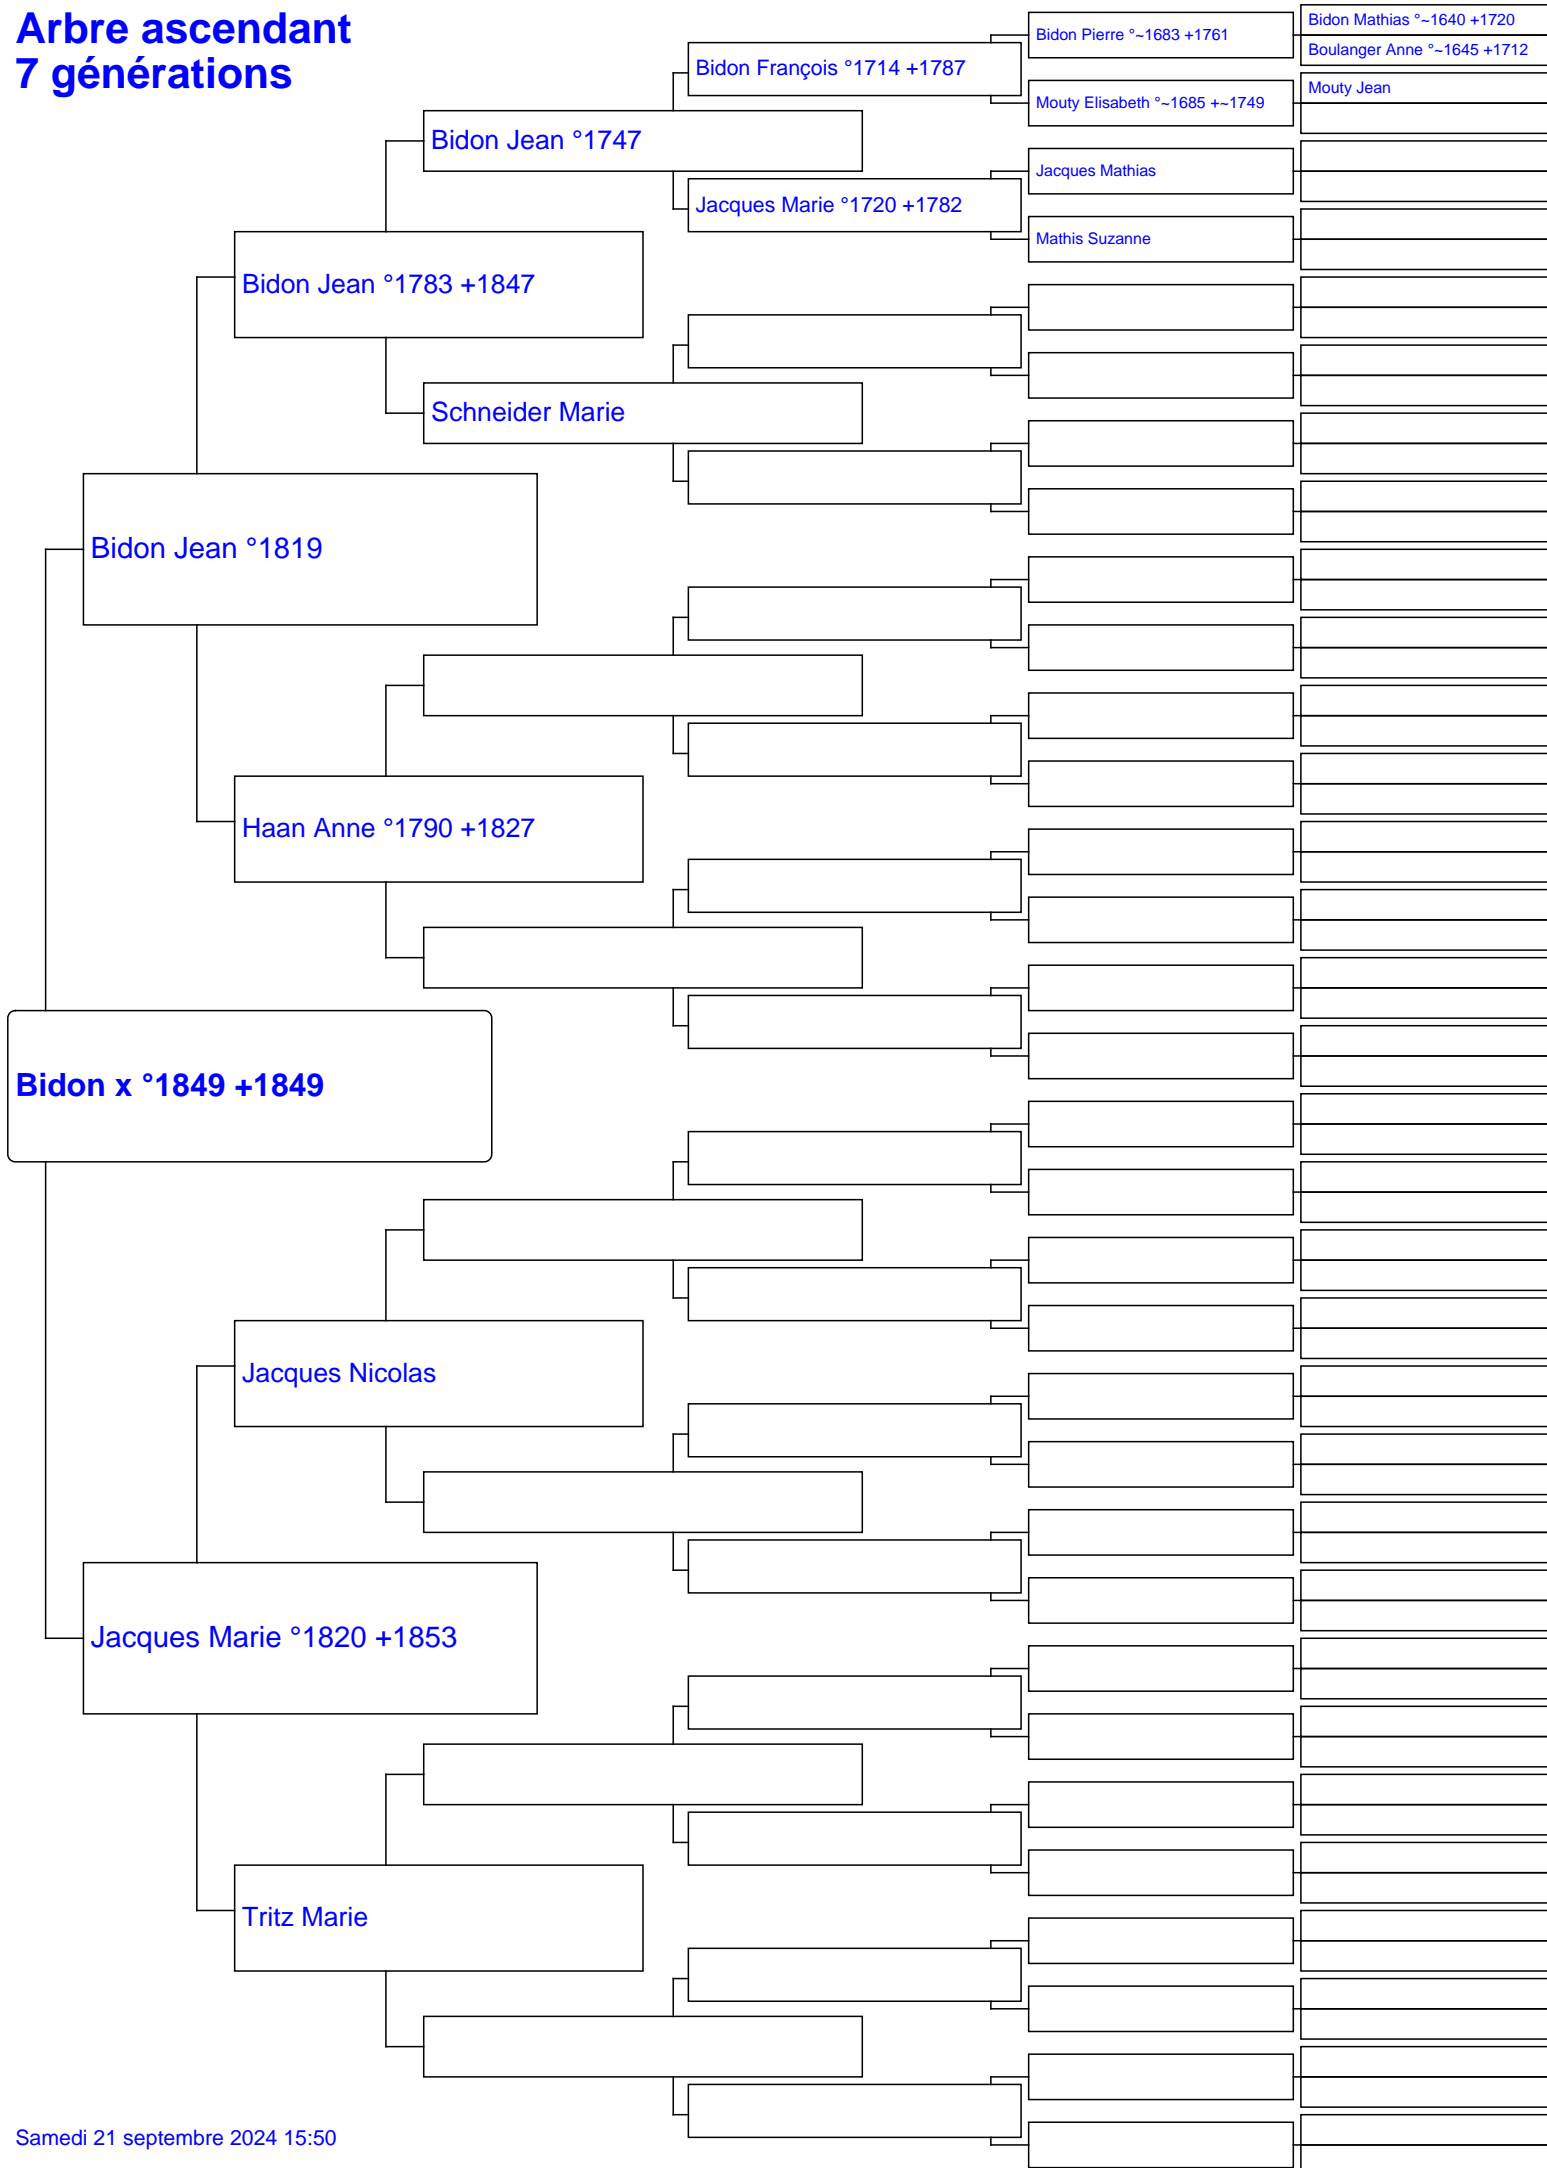 Arbre ascendant
7 générations
Bidon Mathias °~1640 +1720
Bidon Pierre °~1683 +1761
Boulanger Anne °~1645 +1712
Bidon François °1714 +1787
Mouty Jean
Mouty Elisabeth °~1685 +~1749
Bidon Jean °1747
Jacques Mathias
Jacques Marie °1720 +1782
Mathis Suzanne
Bidon Jean °1783 +1847
Schneider Marie
Bidon Jean °1819
Haan Anne °1790 +1827
Bidon x °1849 +1849
Jacques Nicolas
Jacques Marie °1820 +1853
Tritz Marie
Samedi 21 septembre 2024 15:50